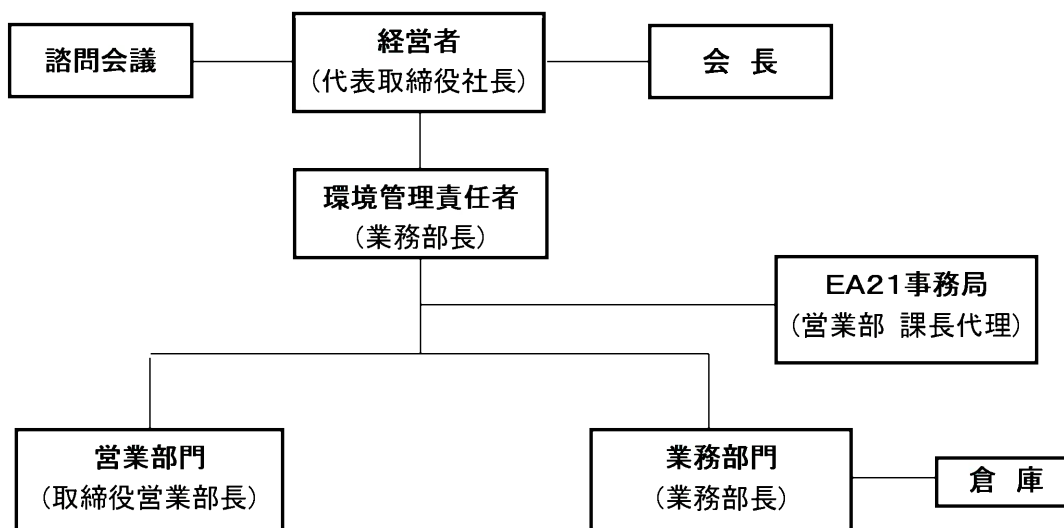 諮問会議
経営者
(代表取締役社長)
会 長
環境管理責任者
(業務部長)
EA21事務局
(営業部 課長代理)
営業部門
(取締役営業部長)
業務部門
(業務部長)
倉 庫